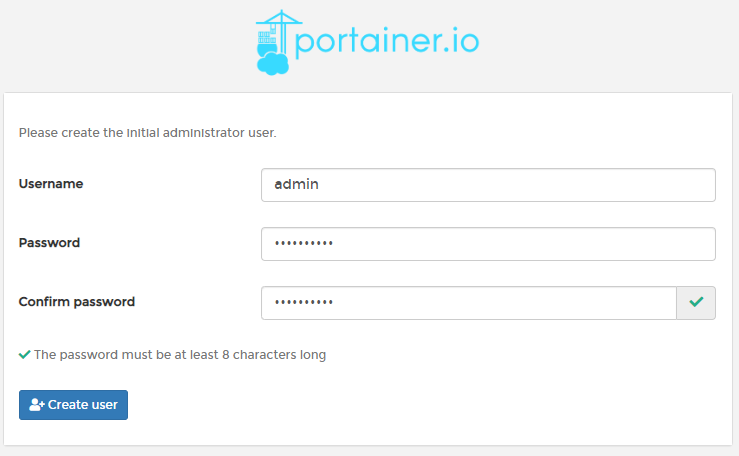 portainer.io
Please create the initial administrator user.
Username
admin
Password
••••••••••
Confirm password
••••••••••
The password must be at least 8 characters long
Create user